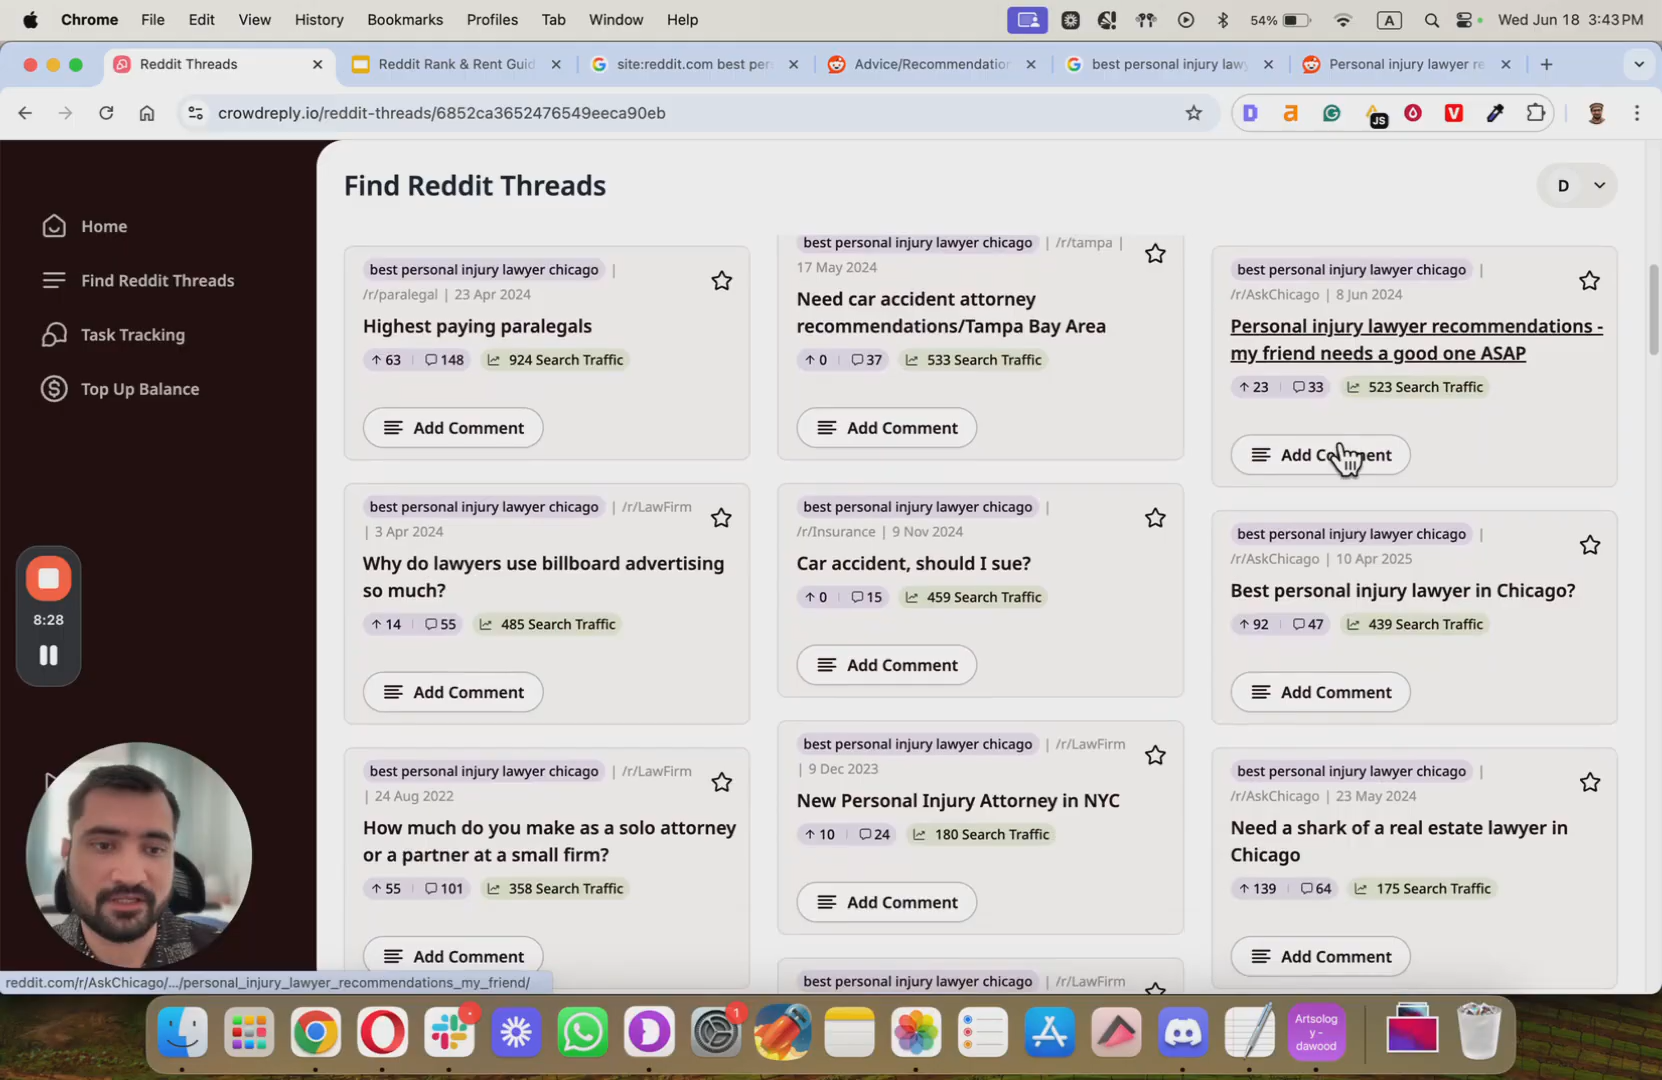 Chrome File Edit View History Bookmarks Profiles Tab Window Help 54% A Wed Jun 18 3:43 PM
Reddit Threads Reddit Rank & Rent Guid site:reddit.com best per Advice/Recommendation best personal injury law Personal injury lawyer re
crowdreply.io/reddit-threads/6852ca3652476549eeca90eb
JS
Find Reddit Threads
D
Home
Find Reddit Threads
Task Tracking
Top Up Balance
8:28
best personal injury lawyer chicago |
/r/paralegal | 23 Apr 2024
Highest paying paralegals
63 148 924 Search Traffic
Add Comment
best personal injury lawyer chicago | /r/LawFirm
| 3 Apr 2024
Why do lawyers use billboard advertising
so much?
14 55 485 Search Traffic
Add Comment
best personal injury lawyer chicago | /r/LawFirm
| 24 Aug 2022
How much do you make as a solo attorney
or a partner at a small firm?
55 101 358 Search Traffic
Add Comment
best personal injury lawyer chicago | /r/tampa |
17 May 2024
Need car accident attorney
recommendations/Tampa Bay Area
0 37 533 Search Traffic
Add Comment
best personal injury lawyer chicago |
/r/Insurance | 9 Nov 2024
Car accident, should I sue?
0 15 459 Search Traffic
Add Comment
best personal injury lawyer chicago | /r/LawFirm
| 9 Dec 2023
New Personal Injury Attorney in NYC
10 24 180 Search Traffic
Add Comment
best personal injury lawyer chicago |
best personal injury lawyer chicago |
/r/AskChicago | 8 Jun 2024
Personal injury lawyer recommendations -
my friend needs a good one ASAP
23 33 523 Search Traffic
Add Comment
best personal injury lawyer chicago |
/r/AskChicago | 10 Apr 2025
Best personal injury lawyer in Chicago?
92 47 439 Search Traffic
Add Comment
best personal injury lawyer chicago |
/r/AskChicago | 23 May 2024
Need a shark of a real estate lawyer in
Chicago
139 64 175 Search Traffic
Add Comment
reddit.com/r/AskChicago/.../personal_injury_lawyer_recommendations_my_friend/
1
Artsolog
y -
dawood